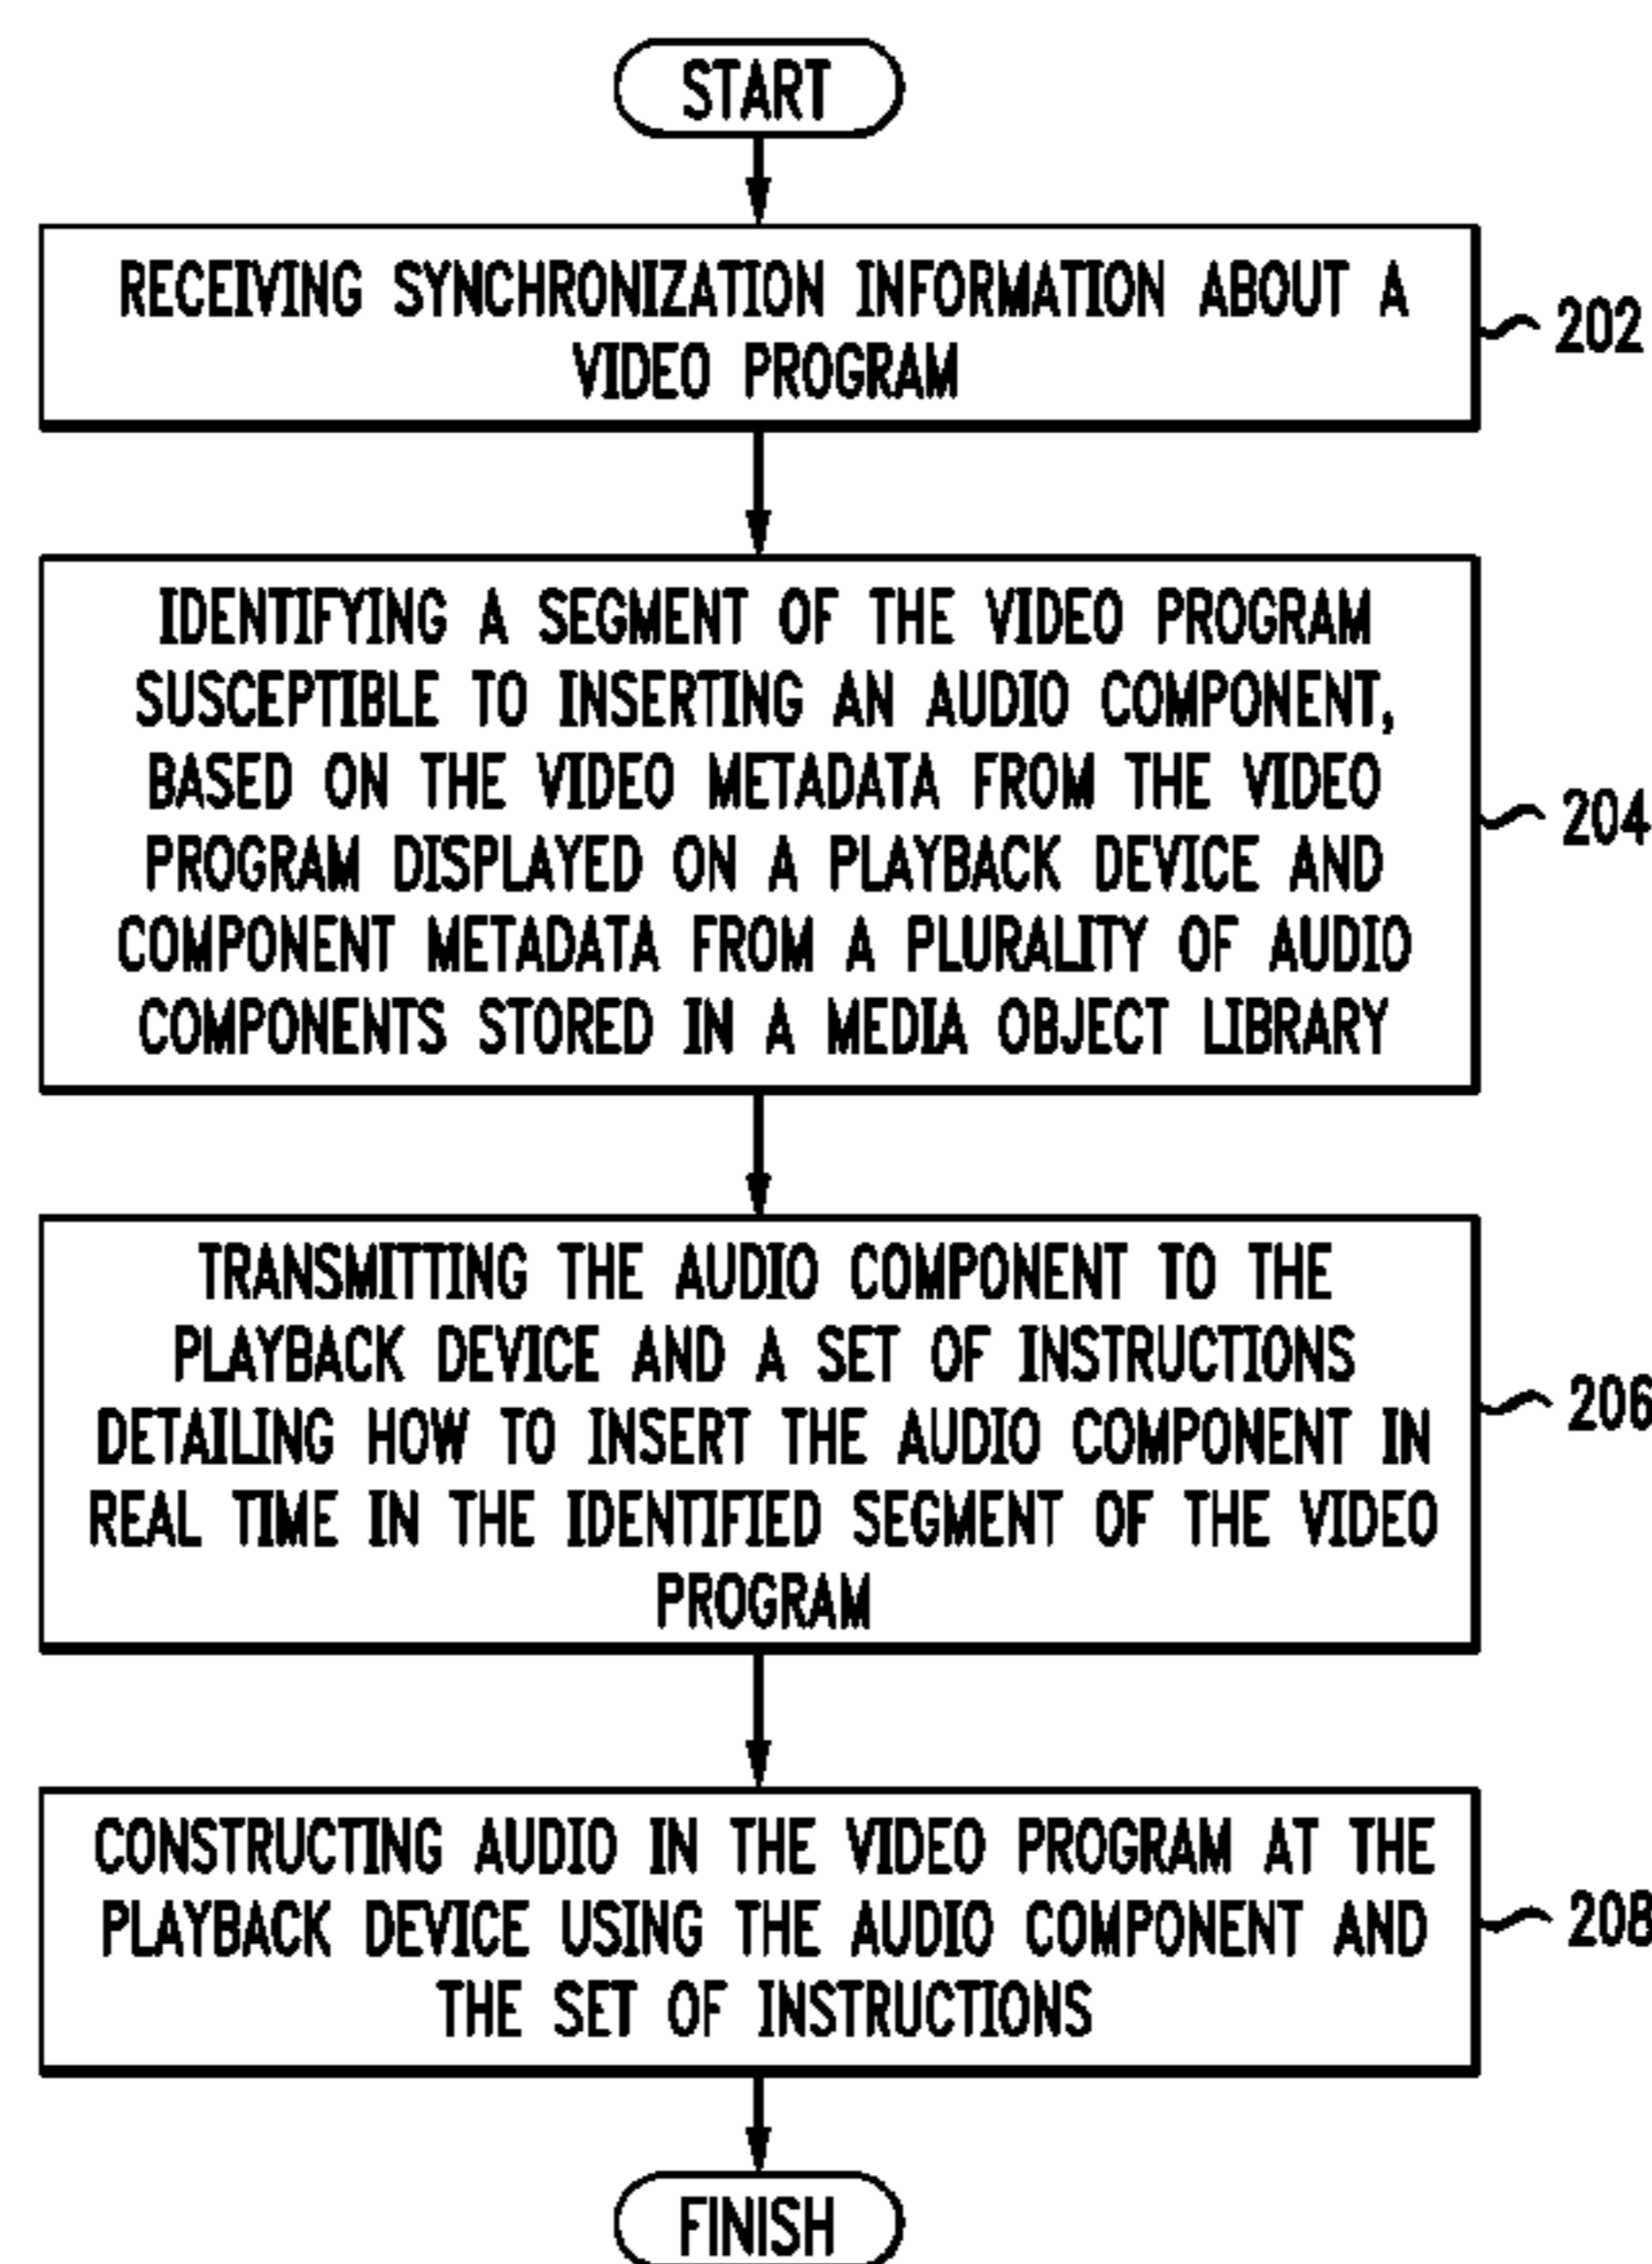 START
RECEIVING SYNCHRONIZATION INFORMATION ABOUT A
VIDEO PROGRAM
202
IDENTIFYING A SEGMENT OF THE VIDEO PROGRAM
SUSCEPTIBLE TO INSERTING AN AUDIO COMPONENT,
BASED ON THE VIDEO METADATA FROM THE VIDEO
PROGRAM DISPLAYED ON A PLAYBACK DEVICE AND
COMPONENT METADATA FROM A PLURALITY OF AUDIO
COMPONENTS STORED IN A MEDIA OBJECT LIBRARY
204
TRANSMITTING THE AUDIO COMPONENT TO THE
PLAYBACK DEVICE AND A SET OF INSTRUCTIONS
DETAILING HOW TO INSERT THE AUDIO COMPONENT IN
REAL TIME IN THE IDENTIFIED SEGMENT OF THE VIDEO
PROGRAM
206
CONSTRUCTING AUDIO IN THE VIDEO PROGRAM AT THE
PLAYBACK DEVICE USING THE AUDIO COMPONENT AND
THE SET OF INSTRUCTIONS
208
FINISH